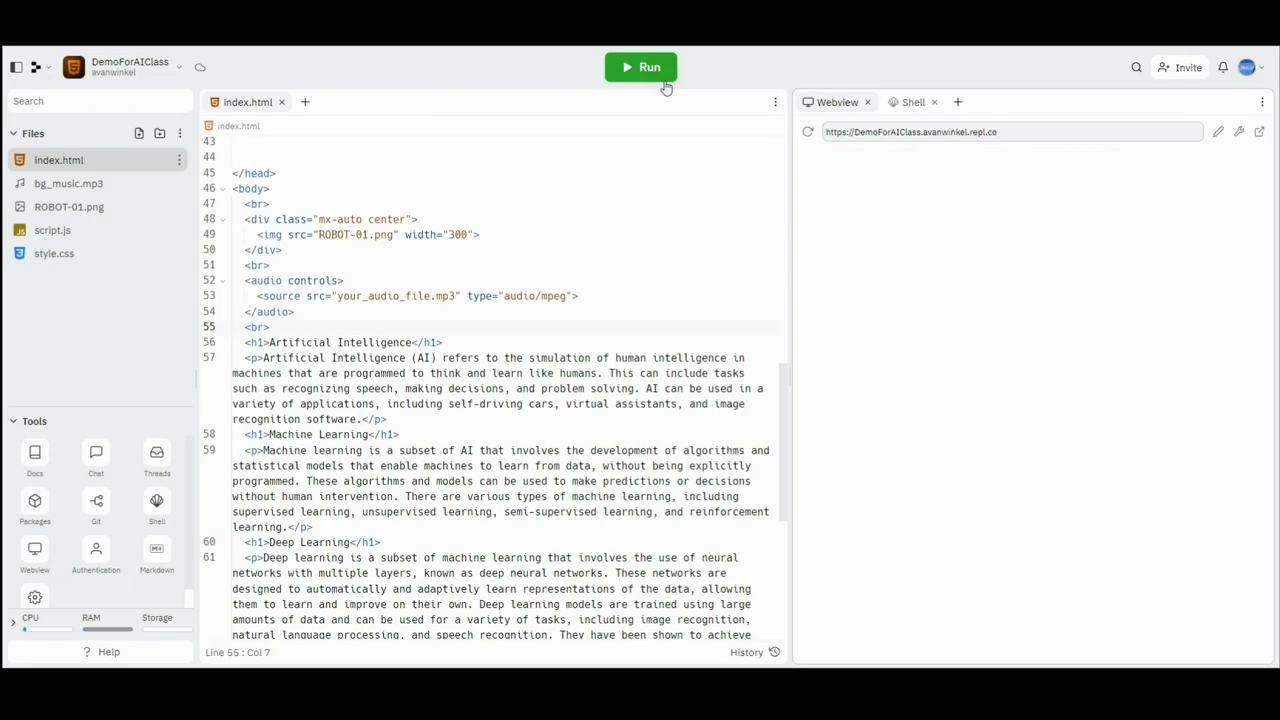 DemoForAIClass
avanwinkel
Run
Invite
Search
Files
index.html
bg_music.mp3
ROBOT-01.png
script.js
style.css
Tools
Docs
Chat
Threads
Packages
Git
Shell
Webview
Authentication
Markdown
CPU
RAM
Storage
Help
index.html
index.html
43
44
45 </head>
46 <body>
47 <br>
48 <div class="mx-auto center">
49 <img src="ROBOT-01.png" width="300">
50 </div>
51 <br>
52 <audio controls>
53 <source src="your_audio_file.mp3" type="audio/mpeg">
54 </audio>
55 <br>
56 <h1>Artificial Intelligence</h1>
57 <p>Artificial Intelligence (AI) refers to the simulation of human intelligence in
machines that are programmed to think and learn like humans. This can include tasks
such as recognizing speech, making decisions, and problem solving. AI can be used in a
variety of applications, including self-driving cars, virtual assistants, and image
recognition software.</p>
58 <h1>Machine Learning</h1>
59 <p>Machine learning is a subset of AI that involves the development of algorithms and
statistical models that enable machines to learn from data, without being explicitly
programmed. These algorithms and models can be used to make predictions or decisions
without human intervention. There are various types of machine learning, including
supervised learning, unsupervised learning, semi-supervised learning, and reinforcement
learning.</p>
60 <h1>Deep Learning</h1>
61 <p>Deep learning is a subset of machine learning that involves the use of neural
networks with multiple layers, known as deep neural networks. These networks are
designed to automatically and adaptively learn representations of the data, allowing
them to learn and improve on their own. Deep learning models are trained using large
amounts of data and can be used for a variety of tasks, including image recognition,
natural language processing, and speech recognition. They have been shown to achieve
Line 55 : Col 7
History
Webview
Shell
https://DemoForAIClass.avanwinkel.repl.co